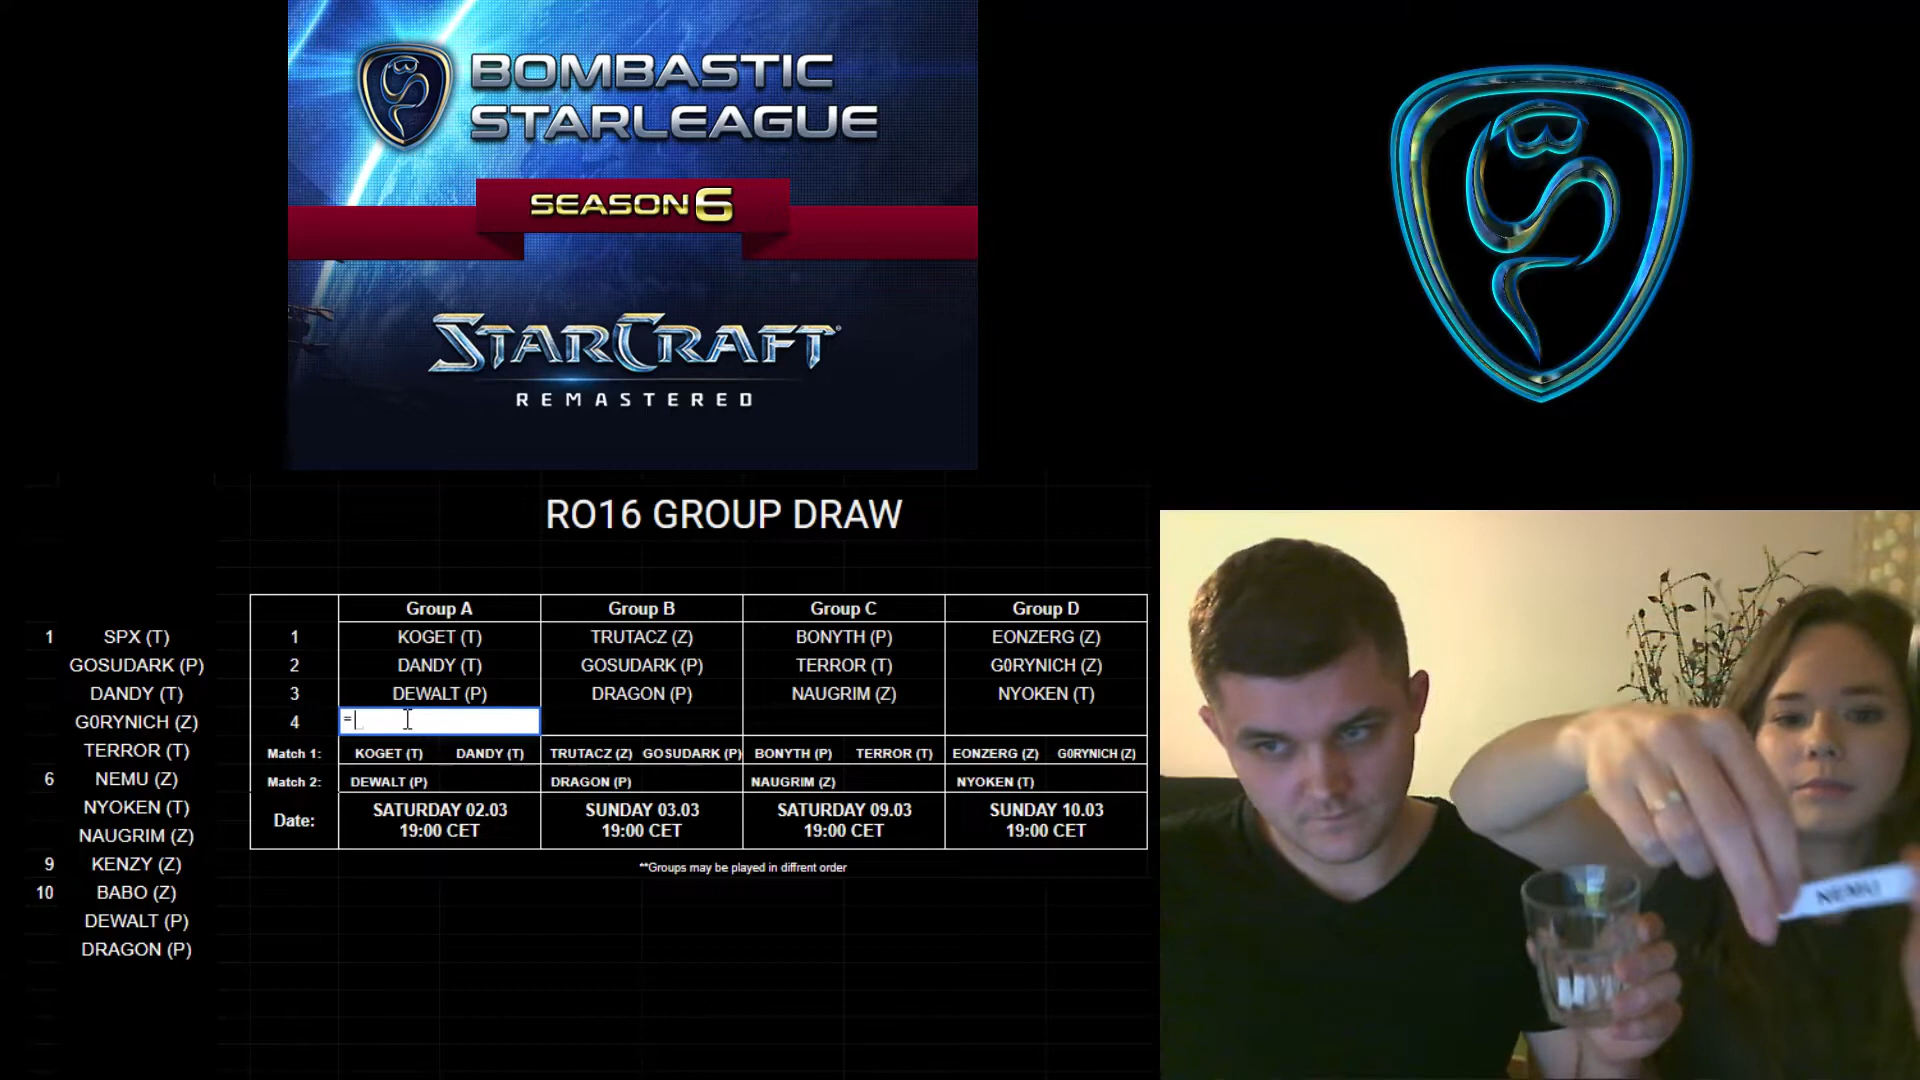 BOMBASTIC
STARLEAGUE
SEASON 6
STARCRAFT
REMASTERED
RO16 GROUP DRAW
Group A Group B Group C Group D
1 SPX (T) 1 KOGET (T) TRUTACZ (Z) BONYTH (P) EONZERG (Z)
GOSUDARK (P) 2 DANDY (T) GOSUDARK (P) TERROR (T) G0RYNICH (Z)
DANDY (T) 3 DEWALT (P) DRAGON (P) NAUGRIM (Z) NYOKEN (T)
G0RYNICH (Z) 4 =
TERROR (T) Match 1: KOGET (T) DANDY (T) TRUTACZ (Z) GOSUDARK (P) BONYTH (P) TERROR (T) EONZERG (Z) G0RYNICH (Z)
6 NEMU (Z) Match 2: DEWALT (P) DRAGON (P) NAUGRIM (Z) NYOKEN (T)
NYOKEN (T) Date: SATURDAY 02.03 SUNDAY 03.03 SATURDAY 09.03 SUNDAY 10.03
NAUGRIM (Z) 19:00 CET 19:00 CET 19:00 CET 19:00 CET
9 KENZY (Z) **Groups may be played in diffrent order
10 BABO (Z)
DEWALT (P)
DRAGON (P)
NEMU